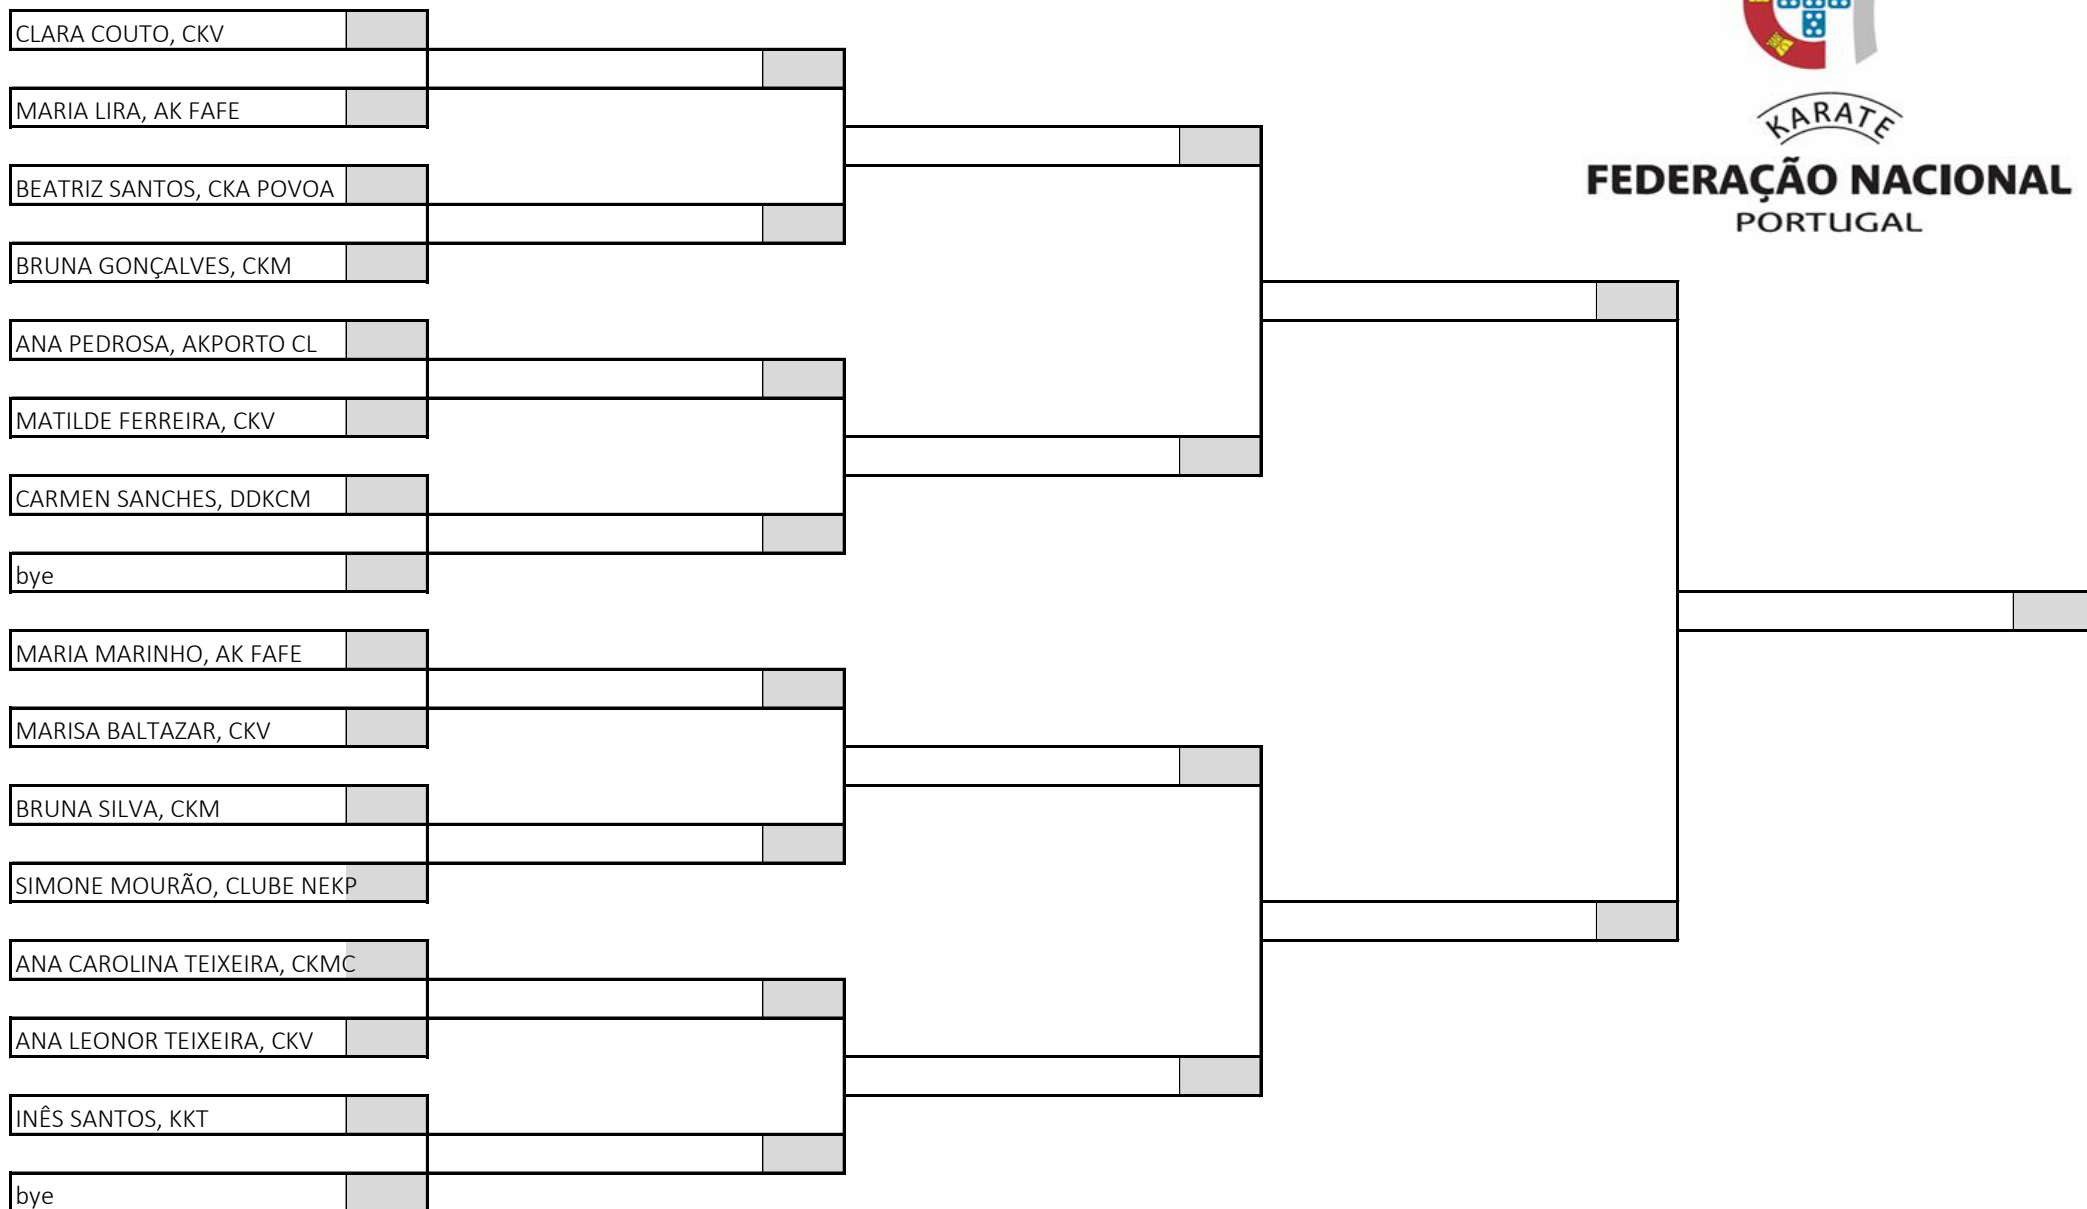 CLARA COUTO, CKV
MARIA LIRA, AK FAFE
BEATRIZ SANTOS, CKA POVOA
BRUNA GONÇALVES, CKM
ANA PEDROSA, AKPORTO CL
MATILDE FERREIRA, CKV
CARMEN SANCHES, DDKCM
bye
MARIA MARINHO, AK FAFE
MARISA BALTAZAR, CKV
BRUNA SILVA, CKM
SIMONE MOURÃO, CLUBE NEKP
ANA CAROLINA TEIXEIRA, CKMC
ANA LEONOR TEIXEIRA, CKV
INÊS SANTOS, KKT
bye
KARATE
FEDERAÇÃO NACIONAL
PORTUGAL